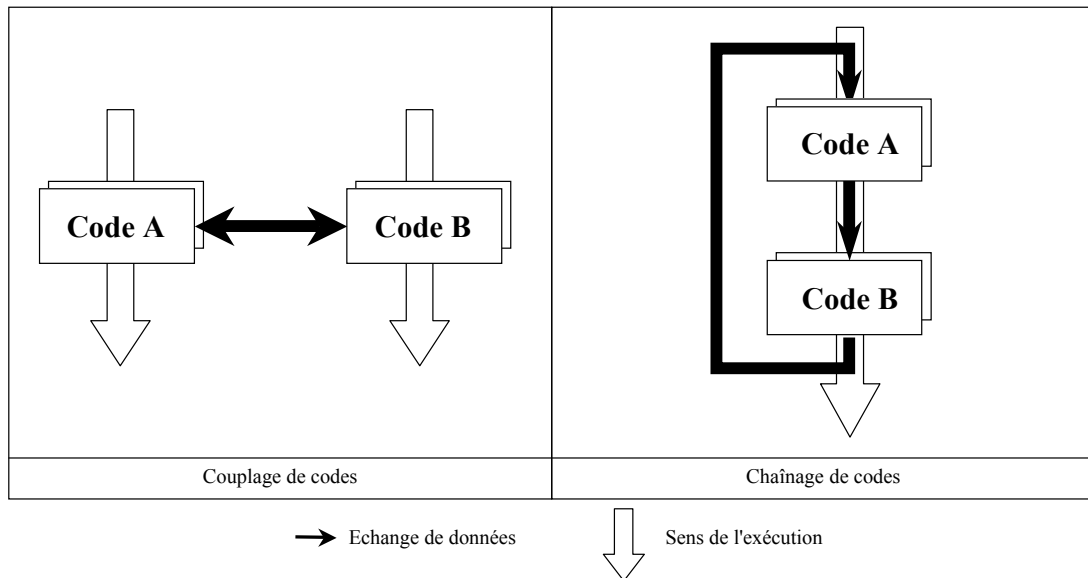 Code A
Code B
Code A
Code B
Couplage de codes
Chaînage de codes
Echange de données
Sens de l'exécution